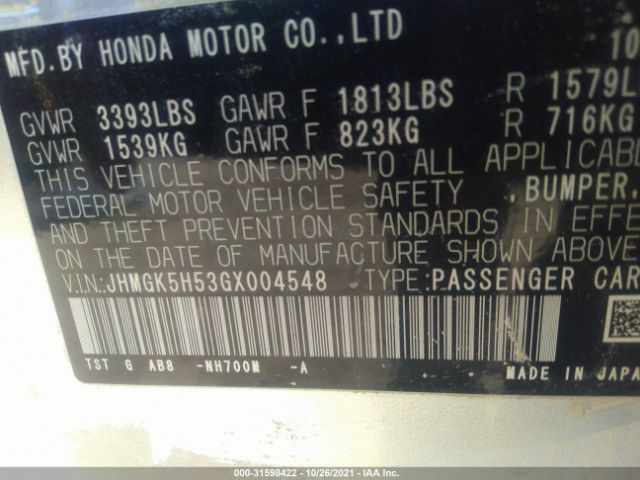 MFD.BY HONDA MOTOR CO.,LTD 10
GVWR 3393LBS GAWR F 1813LBS R 1579L
GVWR 1539KG GAWR F 823KG R 716KG
THIS VEHICLE CONFORMS TO ALL APPLICABL
FEDERAL MOTOR VEHICLE SAFETY ,BUMPER,
AND THEFT PREVENTION STANDARDS IN EFFE
ON THE DATE OF MANUFACTURE SHOWN ABOVE
V.I.N:JHMGK5H53GX004548 TYPE:PASSENGER CAR
TST G AB8 -NH700M -A MADE IN JAPA
000-31598422 | 10/26/2021 | IAA Inc.